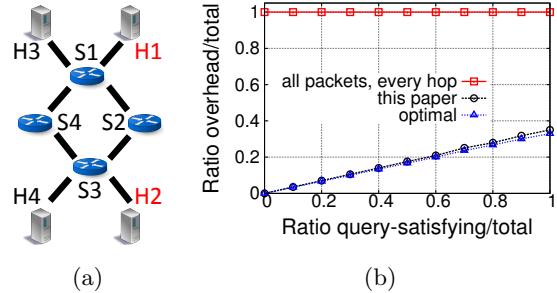 H3
S1
H1
S4
S2
S3
H4
H2
(a)
Ratio overhead/total
1
0.8
0.6
0.4
0.2
0
all packets, every hop
this paper
optimal
0 0.2 0.4 0.6 0.8 1
Ratio query-satisfying/total
(b)